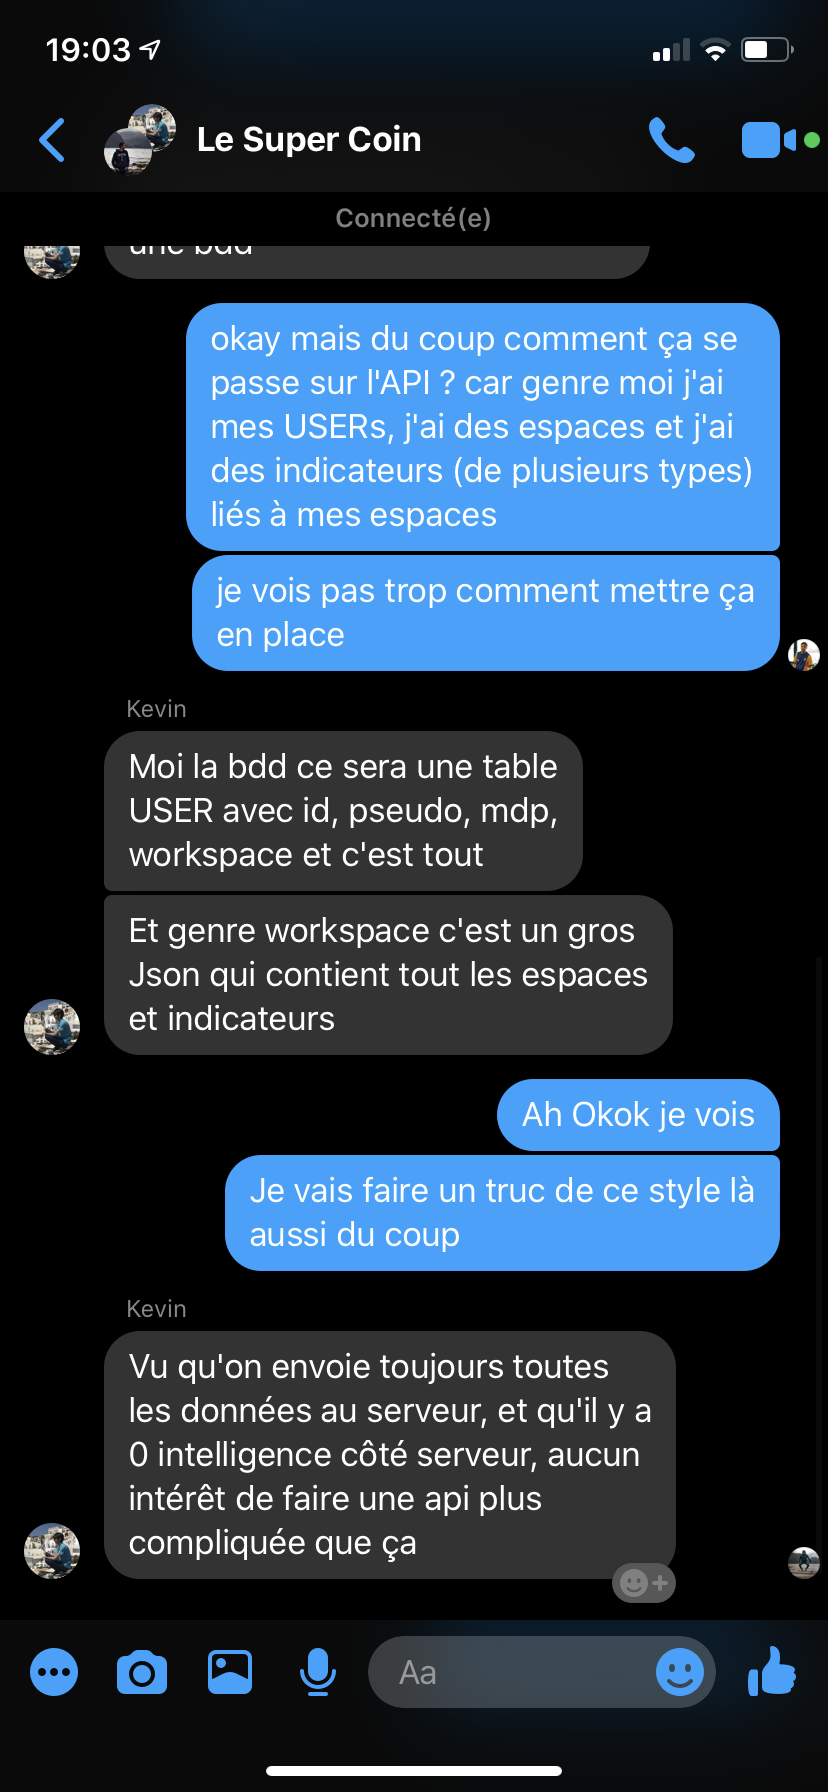 19:03
Le Super Coin
Connecté(e)
une bdd
okay mais du coup comment ça se
passe sur l'API ? car genre moi j'ai
mes USERs, j'ai des espaces et j'ai
des indicateurs (de plusieurs types)
liés à mes espaces
je vois pas trop comment mettre ça
en place
Kevin
Moi la bdd ce sera une table
USER avec id, pseudo, mdp,
workspace et c'est tout
Et genre workspace c'est un gros
Json qui contient tout les espaces
et indicateurs
Ah Okok je vois
Je vais faire un truc de ce style là
aussi du coup
Kevin
Vu qu'on envoie toujours toutes
les données au serveur, et qu'il y a
0 intelligence côté serveur, aucun
intérêt de faire une api plus
compliquée que ça
Aa